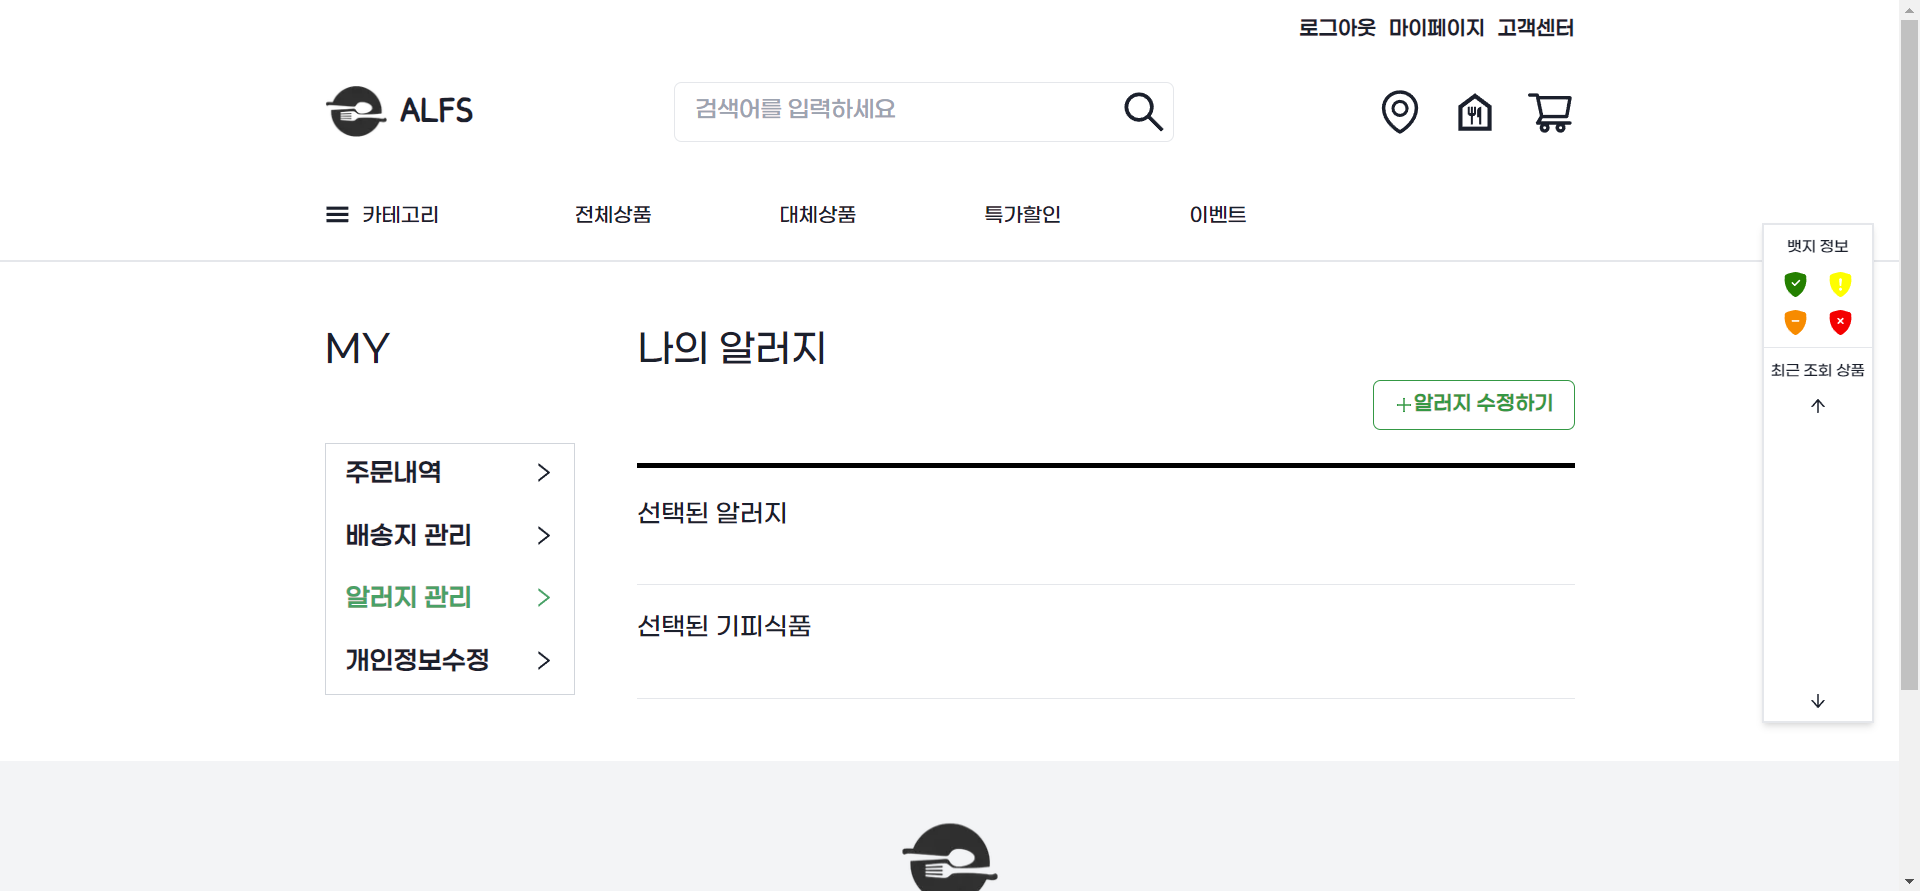 로그아웃 마이페이지 고객센터
ALFS
검색어를 입력하세요
카테고리 전체상품 대체상품 특가할인 이벤트
뱃지 정보
최근 조회 상품
MY
나의 알러지
+알러지 수정하기
주문내역
배송지 관리
알러지 관리
개인정보수정
선택된 알러지
선택된 기피식품